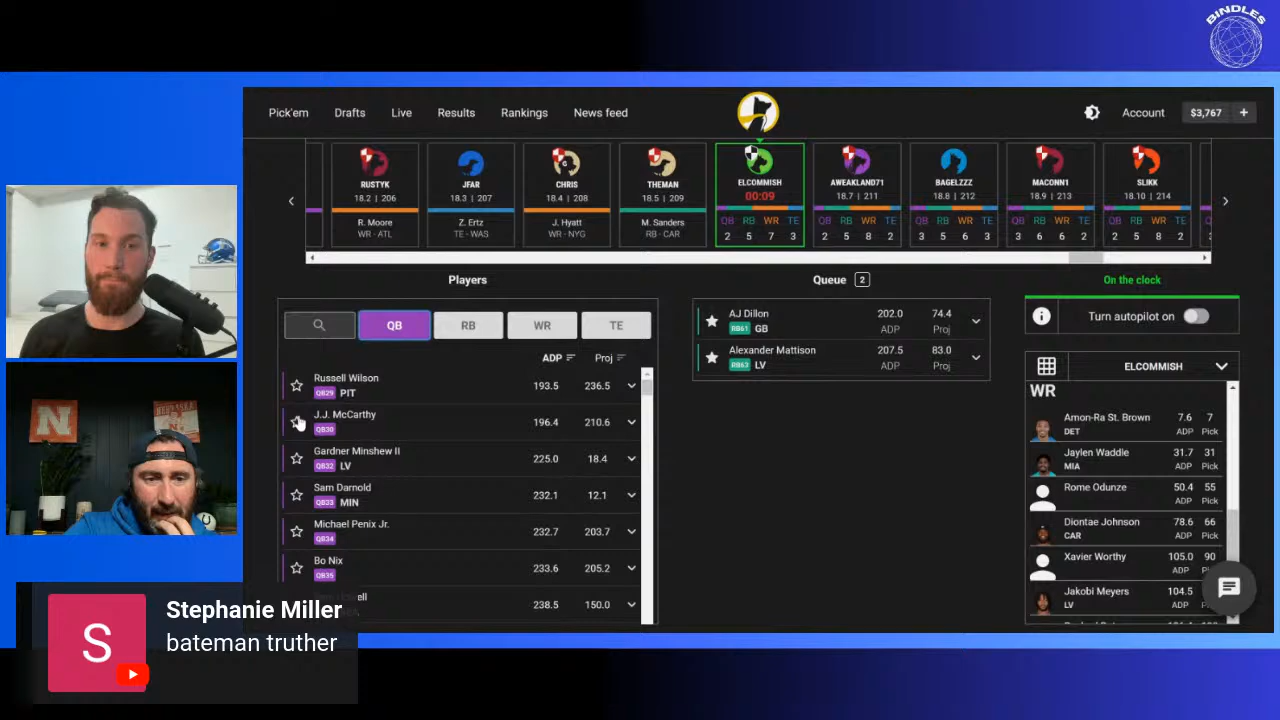 BINDLES
Pick'em Drafts Live Results Rankings News feed
Account $3,767 +
RUSTYK
18.2 | 206
R. Moore
WR - ATL
JFAR
18.3 | 207
Z. Ertz
TE - WAS
CHRIS
18.4 | 208
J. Hyatt
WR - NYG
THEMAN
18.5 | 209
M. Sanders
RB - CAR
ELCOMMISH
00:09
QB RB WR TE
2 5 7 3
AWEAKLAND71
18.7 | 211
QB RB WR TE
2 5 8 2
BAGELZZZ
18.8 | 212
QB RB WR TE
3 5 6 3
MACONN1
18.9 | 213
QB RB WR TE
3 6 6 2
SLIKK
18.10 | 214
QB RB WR TE
2 5 8 2
Players
QB RB WR TE
ADP Proj
Russell Wilson
QB29 PIT
193.5 236.5
J.J. McCarthy
QB30
196.4 210.6
Gardner Minshew II
QB32 LV
225.0 18.4
Sam Darnold
QB33 MIN
232.1 12.1
Michael Penix Jr.
QB34
232.7 203.7
Bo Nix
QB35
233.6 205.2
238.5 150.0
Queue 2
AJ Dillon
RB61 GB
202.0 74.4
ADP Proj
Alexander Mattison
RB63 LV
207.5 83.0
ADP Proj
On the clock
Turn autopilot on
ELCOMMISH
WR
Amon-Ra St. Brown 7.6 7
DET ADP Pick
Jaylen Waddle 31.7 31
MIA ADP Pick
Rome Odunze 50.4 55
ADP Pick
Diontae Johnson 78.6 66
CAR ADP Pick
Xavier Worthy 105.0 90
ADP Pick
Jakobi Meyers 104.5
LV ADP
N
S
Stephanie Miller
bateman truther